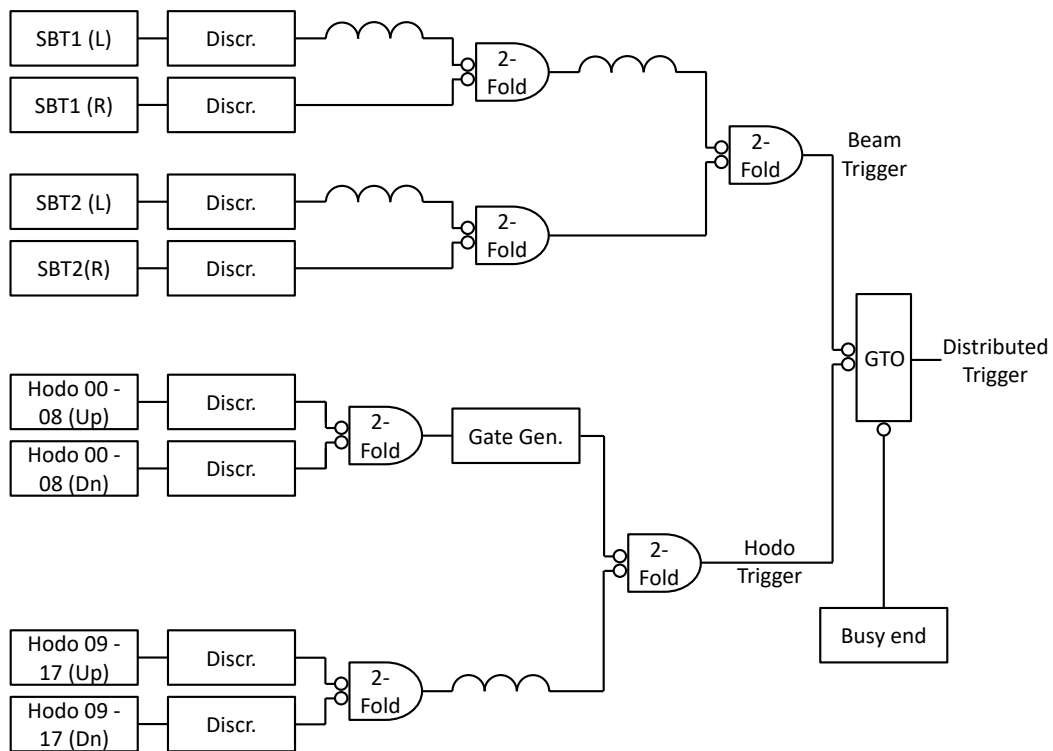 SBT1 (L)
Discr.
2-
Fold
SBT1 (R)
Discr.
2-
Fold
Beam
Trigger
SBT2 (L)
Discr.
2-
Fold
SBT2(R)
Discr.
GTO
Distributed
Trigger
Hodo 00 -
08 (Up)
Discr.
2-
Fold
Gate Gen.
Hodo 00 -
08 (Dn)
Discr.
2-
Fold
Hodo
Trigger
Busy end
Hodo 09 -
17 (Up)
Discr.
2-
Fold
Hodo 09 -
17 (Dn)
Discr.